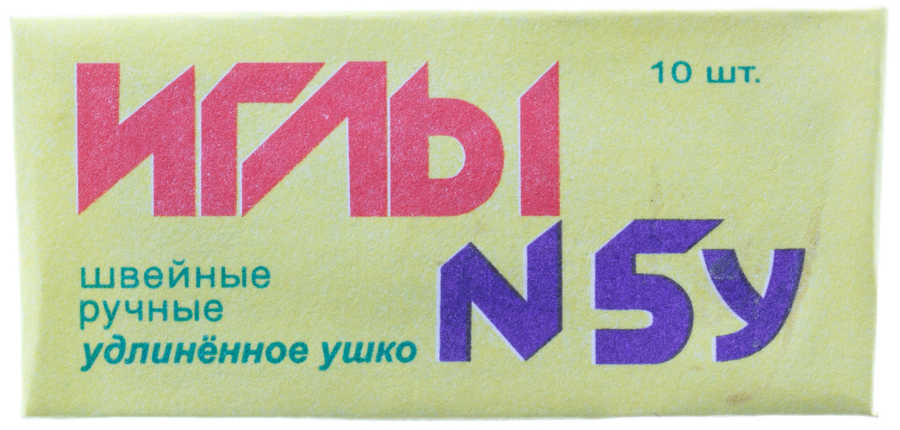 ИГЛЫ
10 шт.
N 5у
швейные
ручные
удлинённое ушко